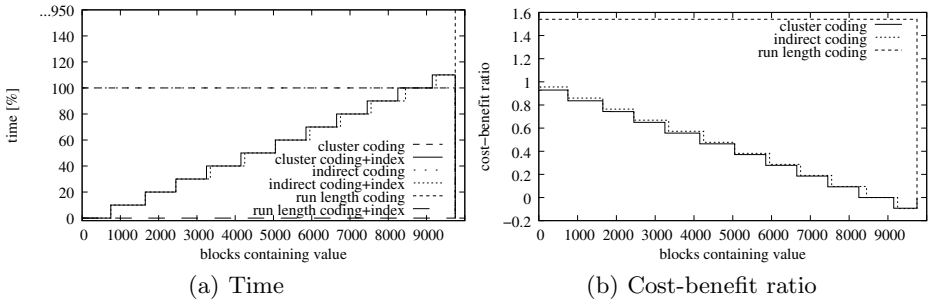 ...950
140
120
100
80
60
40
20
0
time [%]
cluster coding
cluster coding+index
indirect coding
indirect coding+index
run length coding
run length coding+index
0 1000 2000 3000 4000 5000 6000 7000 8000 9000
blocks containing value
(a) Time
1.6
1.4
1.2
1
0.8
0.6
0.4
0.2
0
−0.2
cost−benefit ratio
cluster coding
indirect coding
run length coding
0 1000 2000 3000 4000 5000 6000 7000 8000 9000
blocks containing value
(b) Cost-benefit ratio